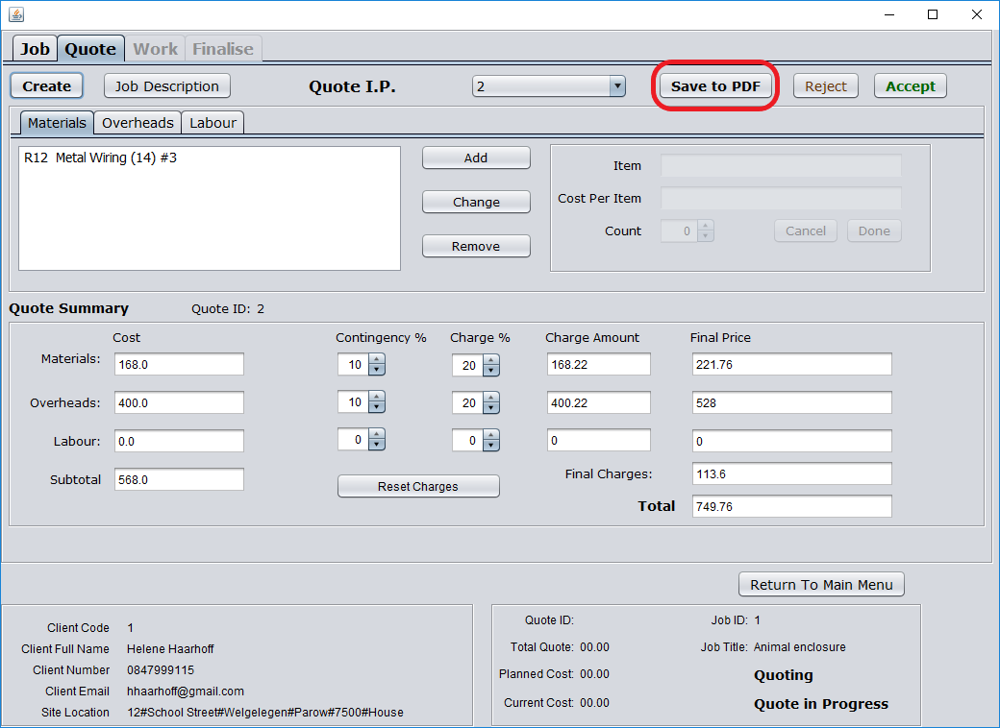 Job Quote Work Finalise
Create Job Description Quote I.P. 2 Save to PDF Reject Accept
Materials Overheads Labour
R12 Metal Wiring (14) #3
Add
Change
Remove
Item
Cost Per Item
Count 0 Cancel Done
Quote Summary Quote ID: 2
Cost Contingency % Charge % Charge Amount Final Price
Materials: 168.0 10 20 168.22 221.76
Overheads: 400.0 10 20 400.22 528
Labour: 0.0 0 0 0 0
Subtotal 568.0 Reset Charges Final Charges: 113.6
Total 749.76
Return To Main Menu
Client Code 1
Client Full Name Helene Haarhoff
Client Number 0847999115
Client Email hhaarhoff@gmail.com
Site Location 12#School Street#Welgelegen#Parow#7500#House
Quote ID: Job ID: 1
Total Quote: 00.00 Job Title: Animal enclosure
Planned Cost: 00.00 Quoting
Current Cost: 00.00 Quote in Progress